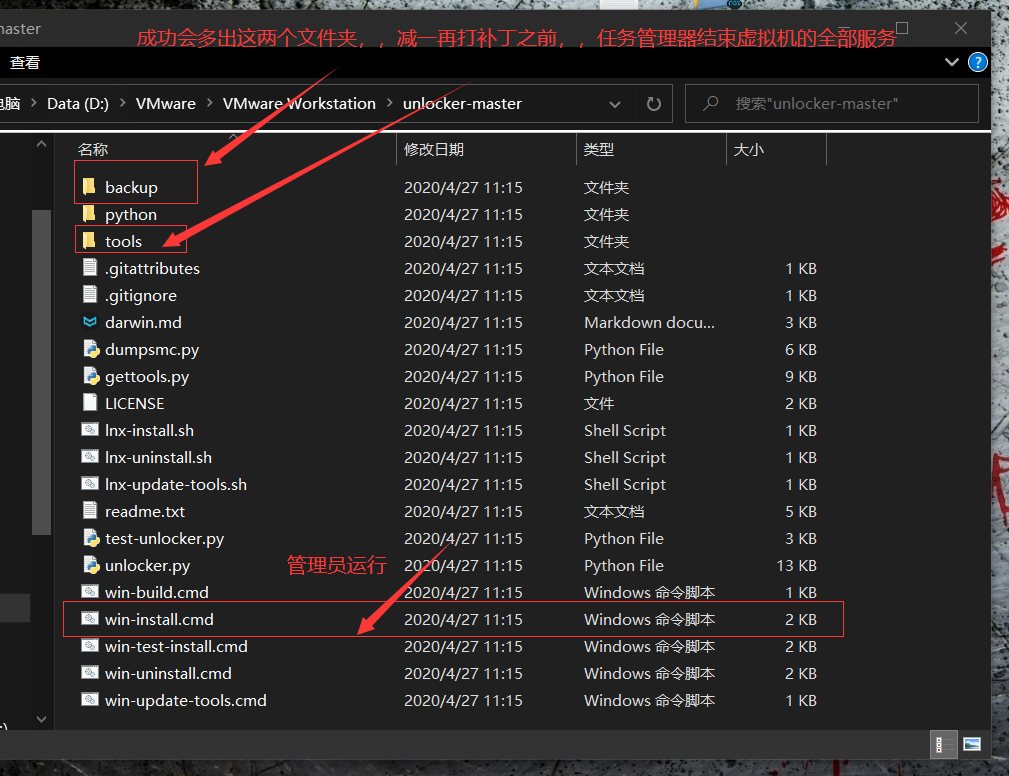 master
成功会多出这两个文件夹，，减一再打补丁之前，，任务管理器结束虚拟机的全部服务
查看
电脑 > Data (D:) > VMware > VMware Workstation > unlocker-master
搜索"unlocker-master"
名称 修改日期 类型 大小
backup 2020/4/27 11:15 文件夹
python 2020/4/27 11:15 文件夹
tools 2020/4/27 11:15 文件夹
.gitattributes 2020/4/27 11:15 文本文档 1 KB
.gitignore 2020/4/27 11:15 文本文档 1 KB
darwin.md 2020/4/27 11:15 Markdown docu... 3 KB
dumpsmc.py 2020/4/27 11:15 Python File 6 KB
gettools.py 2020/4/27 11:15 Python File 9 KB
LICENSE 2020/4/27 11:15 文件 2 KB
lnx-install.sh 2020/4/27 11:15 Shell Script 1 KB
lnx-uninstall.sh 2020/4/27 11:15 Shell Script 1 KB
lnx-update-tools.sh 2020/4/27 11:15 Shell Script 1 KB
readme.txt 2020/4/27 11:15 文本文档 5 KB
test-unlocker.py 2020/4/27 11:15 Python File 3 KB
unlocker.py 2020/4/27 11:15 Python File 13 KB
管理员运行
win-build.cmd 2020/4/27 11:15 Windows 命令脚本 1 KB
win-install.cmd 2020/4/27 11:15 Windows 命令脚本 2 KB
win-test-install.cmd 2020/4/27 11:15 Windows 命令脚本 2 KB
win-uninstall.cmd 2020/4/27 11:15 Windows 命令脚本 2 KB
win-update-tools.cmd 2020/4/27 11:15 Windows 命令脚本 1 KB